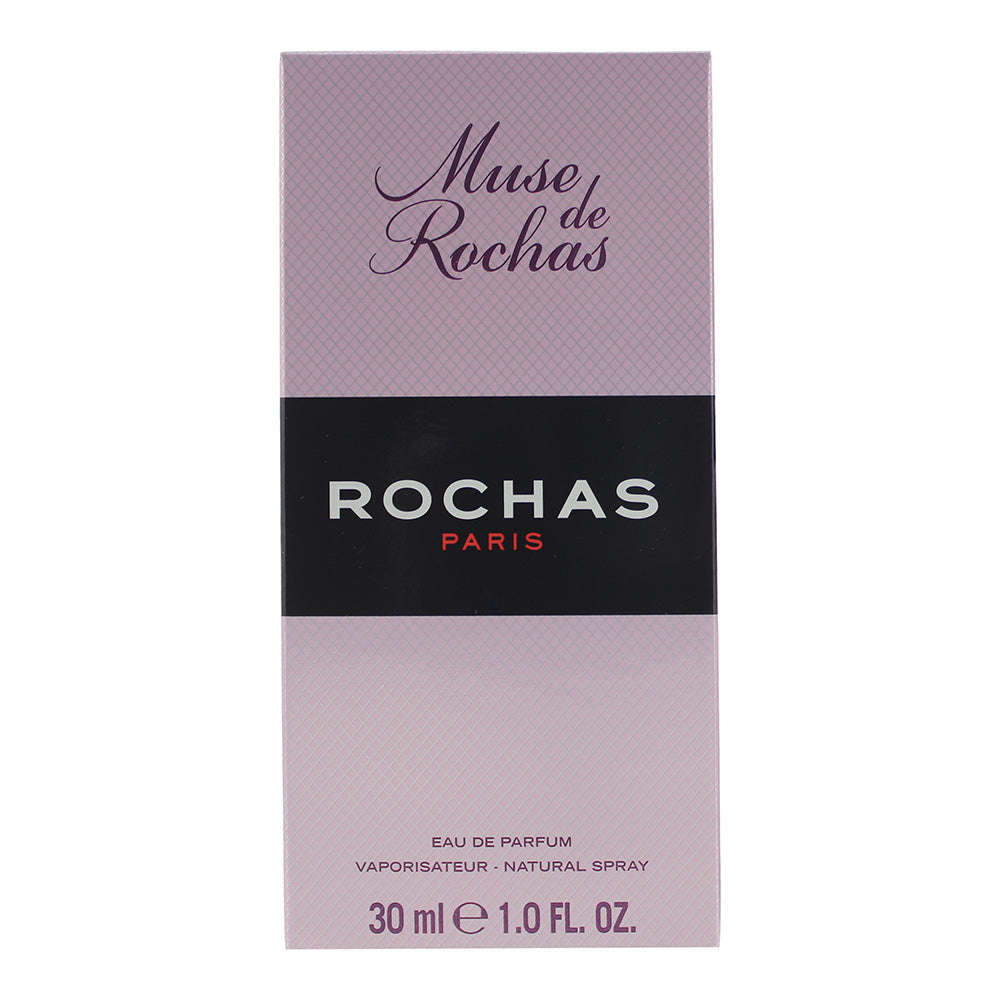 Muse
de
Rochas
ROCHAS
PARIS
EAU DE PARFUM
VAPORISATEUR - NATURAL SPRAY
30 ml ℮ 1.0 FL. OZ.